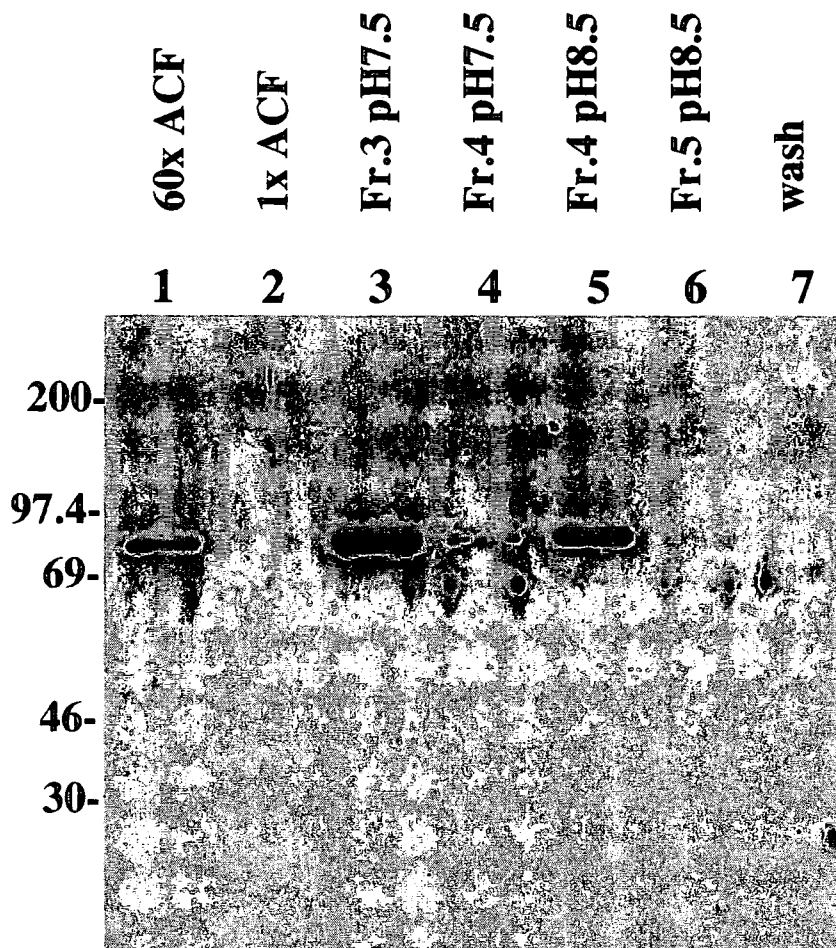 60x ACF
1x ACF
Fr.3 pH7.5
Fr.4 pH7.5
Fr.4 pH8.5
Fr.5 pH8.5
wash
1 2 3 4 5 6 7
200-
97.4-
69-
46-
30-